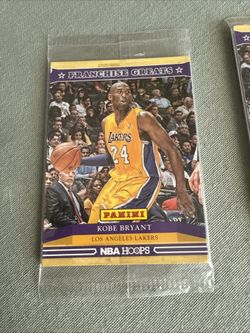 FRANCHISE GREATS
LAKERS
24
PANINI
KOBE BRYANT
LOS ANGELES LAKERS
NBA HOOPS